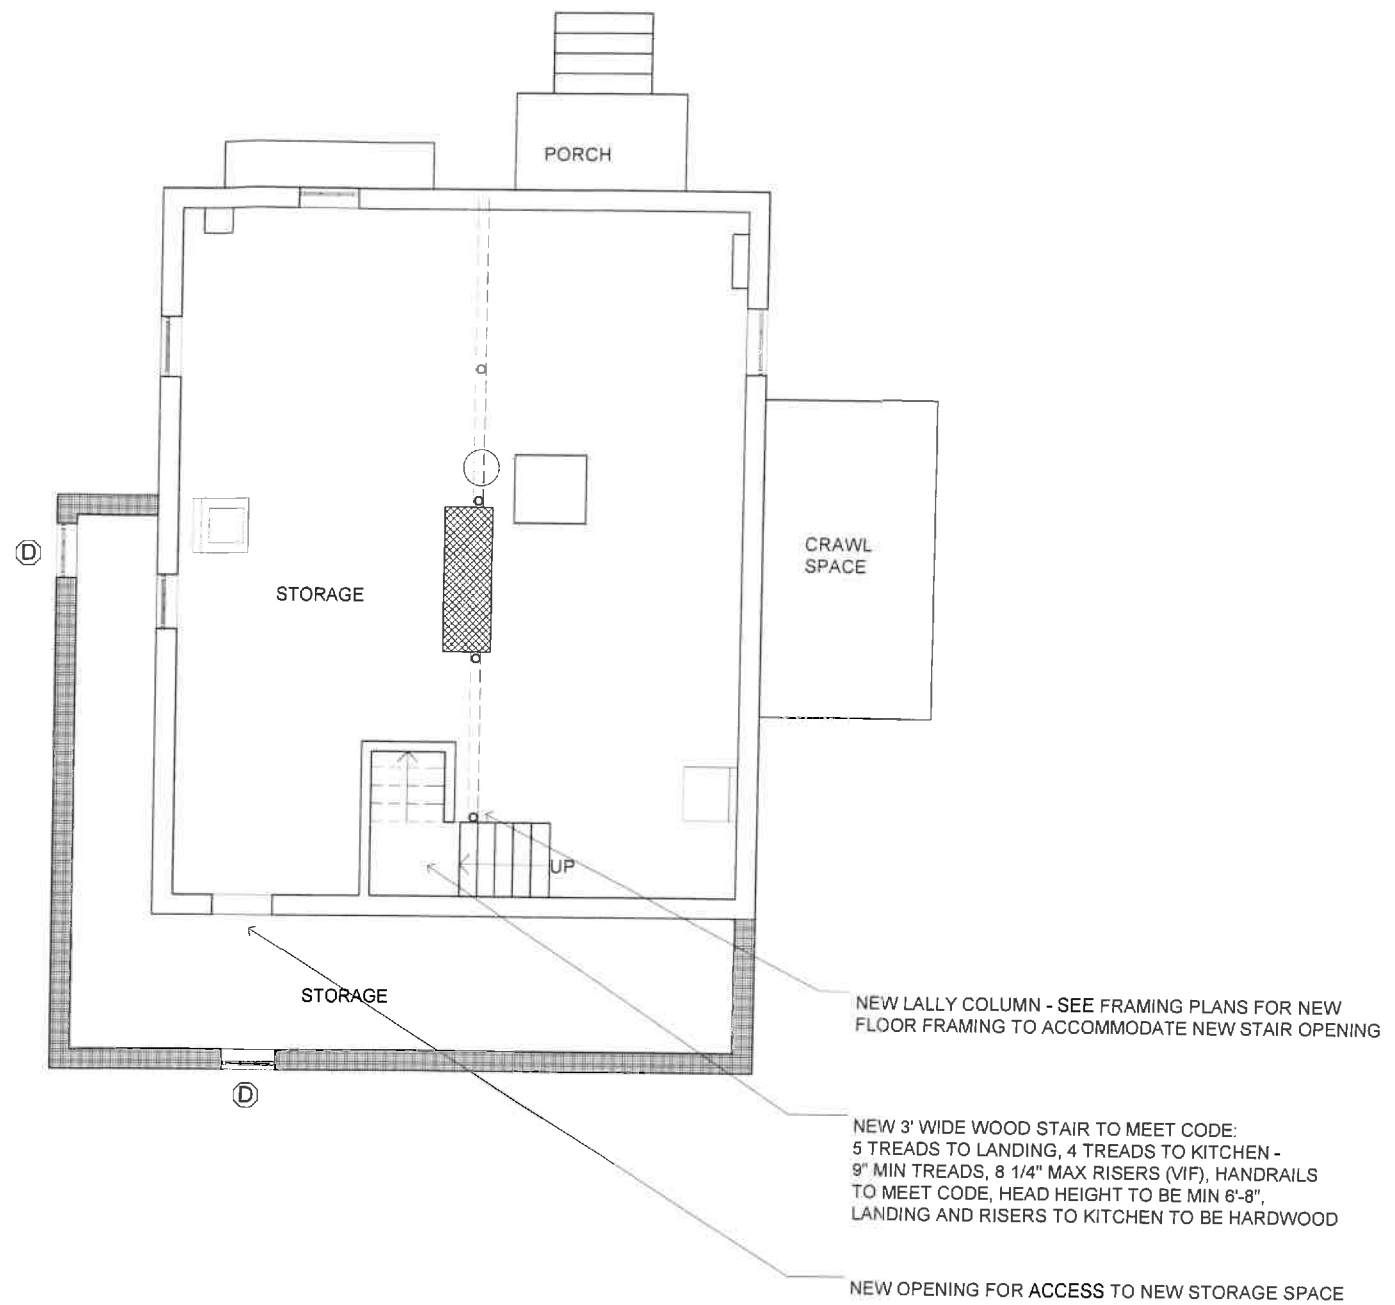 PORCH
D
CRAWL
SPACE
STORAGE
UP
STORAGE
NEW LALLY COLUMN - SEE FRAMING PLANS FOR NEW
FLOOR FRAMING TO ACCOMMODATE NEW STAIR OPENING
D
NEW 3' WIDE WOOD STAIR TO MEET CODE:
5 TREADS TO LANDING, 4 TREADS TO KITCHEN -
9" MIN TREADS, 8 1/4" MAX RISERS (VIF), HANDRAILS
TO MEET CODE, HEAD HEIGHT TO BE MIN 6'-8",
LANDING AND RISERS TO KITCHEN TO BE HARDWOOD
NEW OPENING FOR ACCESS TO NEW STORAGE SPACE